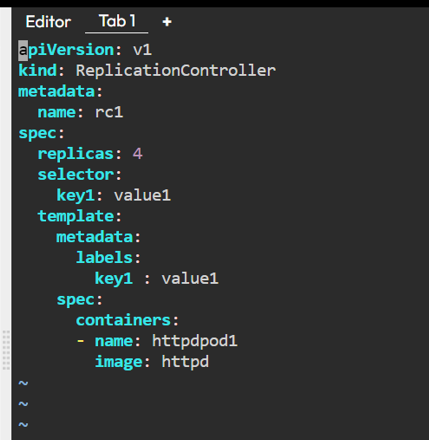 Editor Tab 1 +
apiVersion: v1
kind: ReplicationController
metadata:
  name: rc1
spec:
  replicas: 4
  selector:
    key1: value1
  template:
    metadata:
      labels:
        key1 : value1
    spec:
      containers:
      - name: httpdpod1
        image: httpd
~
~
~